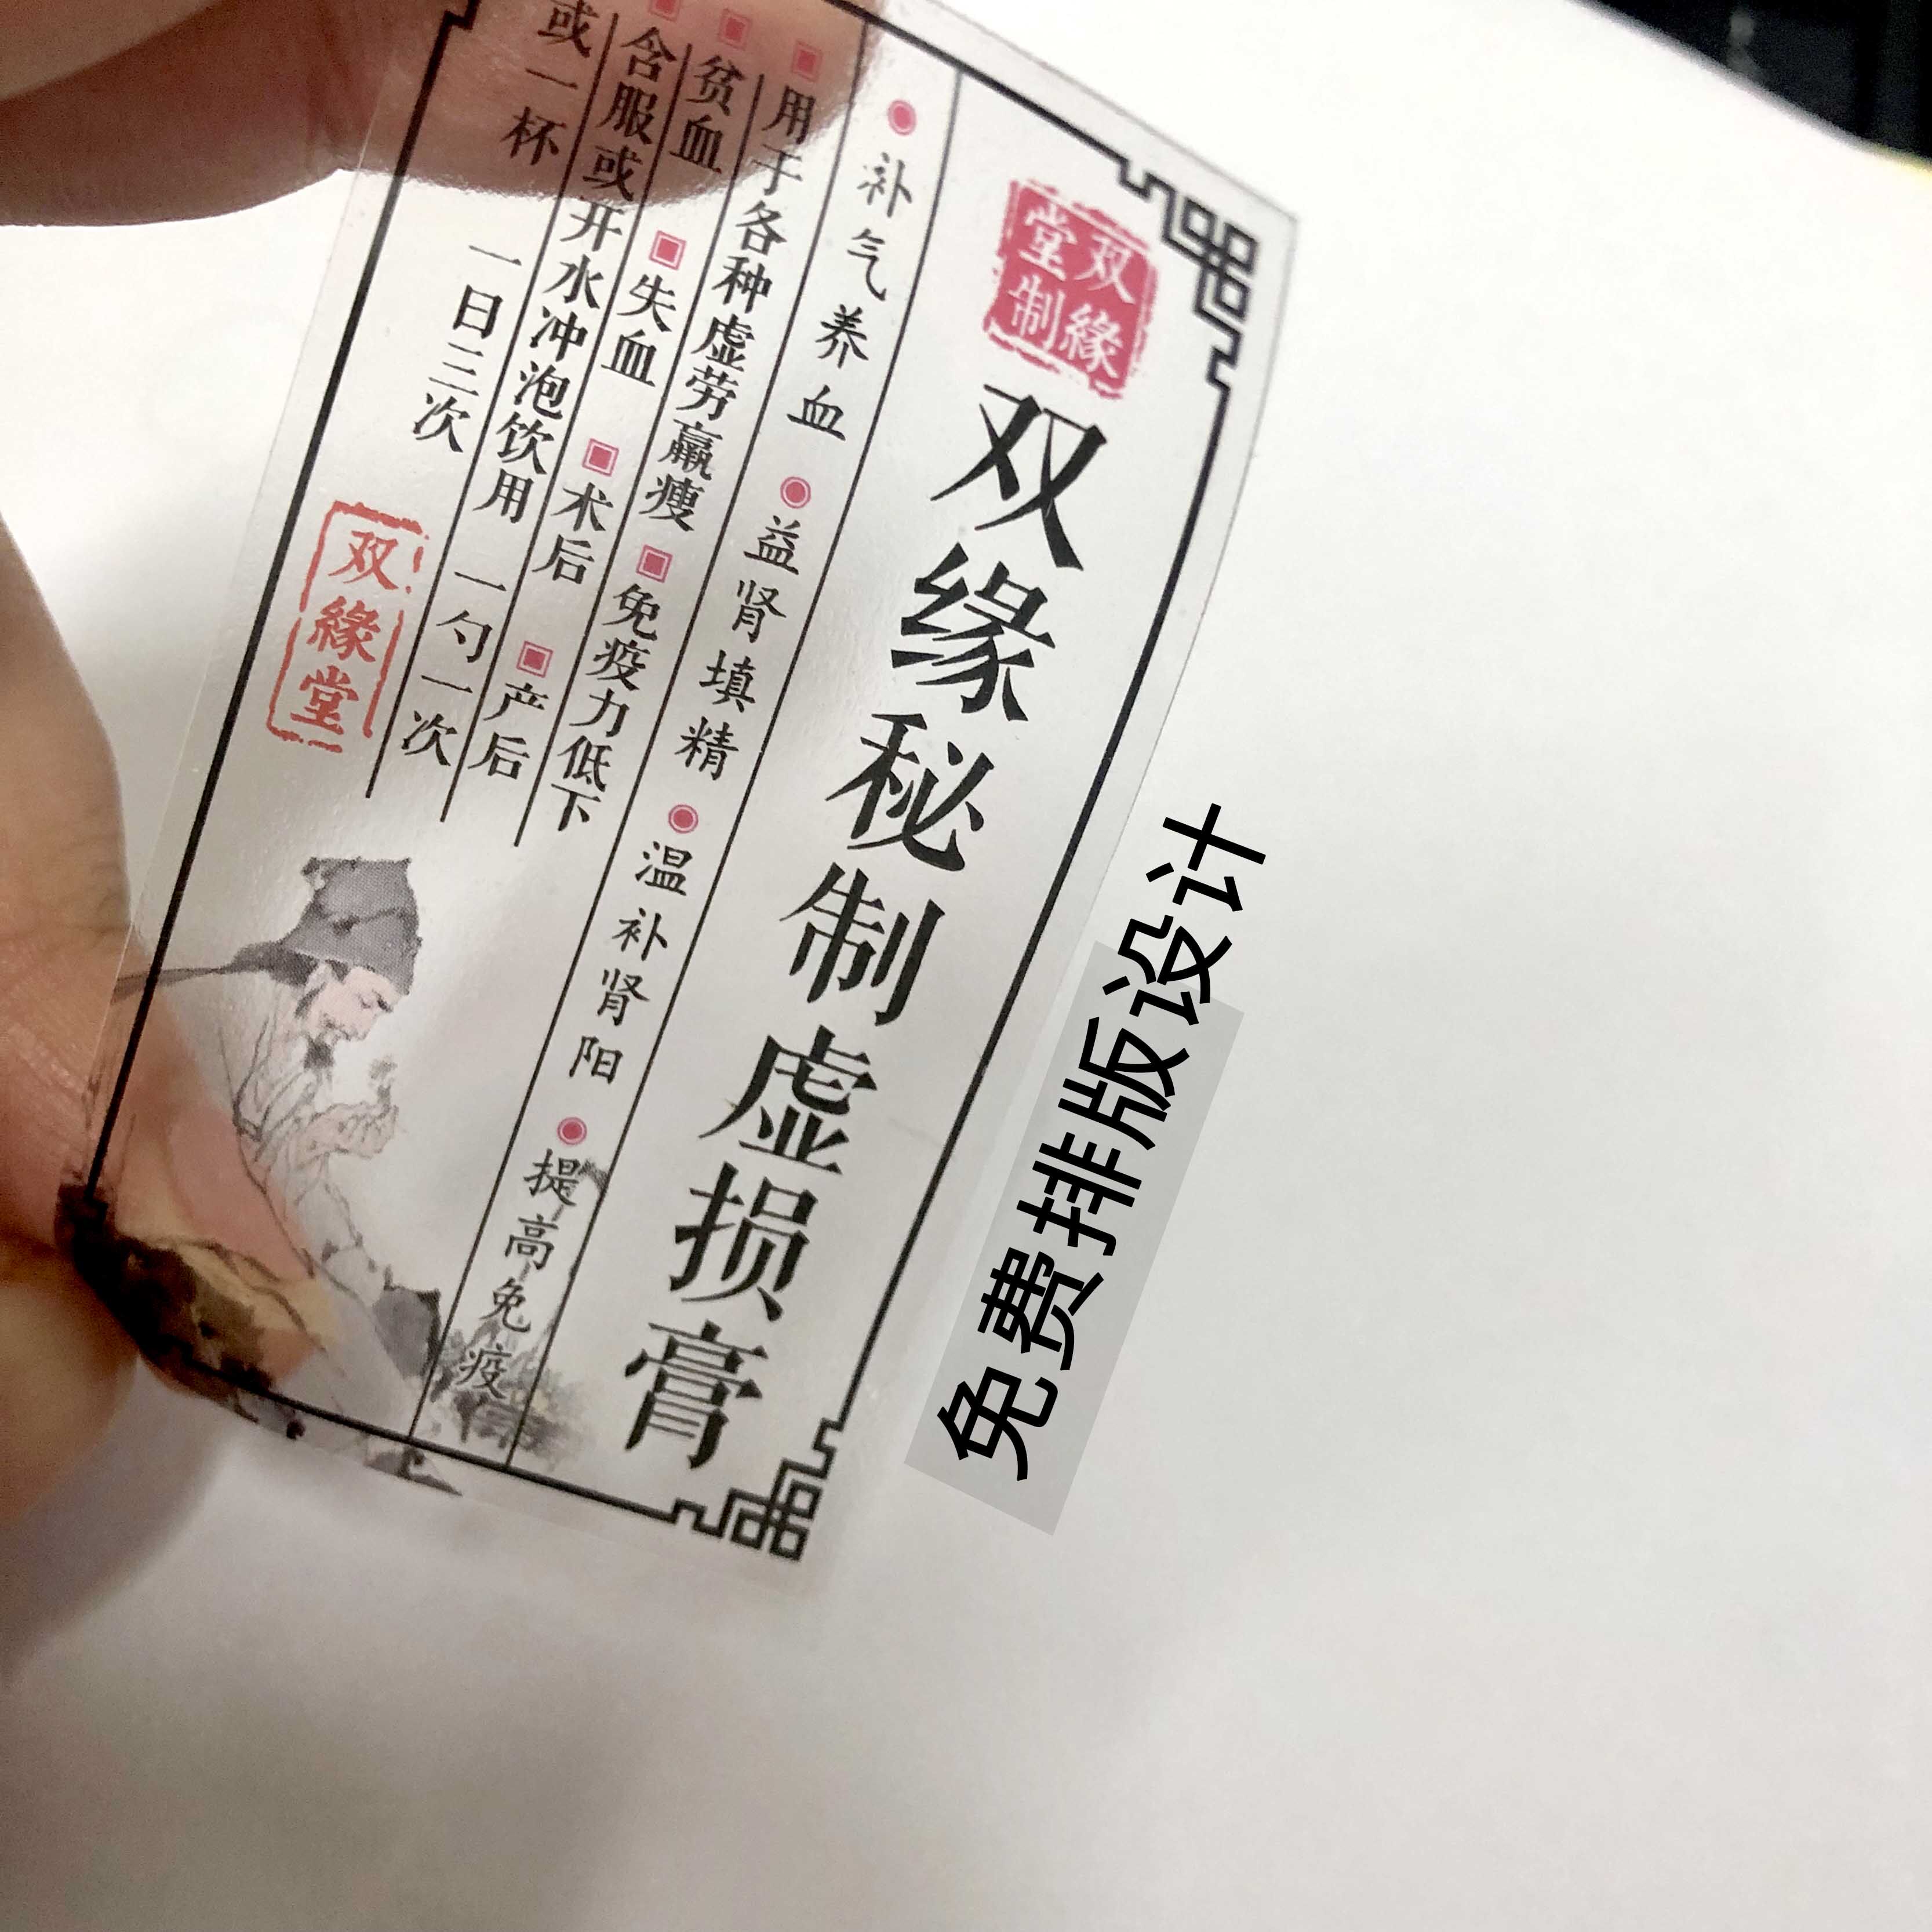 双緣堂制
双缘秘制虚损膏
补气养血 益肾填精 温补肾阳 提高免疫
用于各种虚劳羸瘦 免疫力低下
贫血 失血 术后 产后
含服或开水冲泡饮用 一勺一次
或一杯 一日三次
双緣堂
免费排版设计